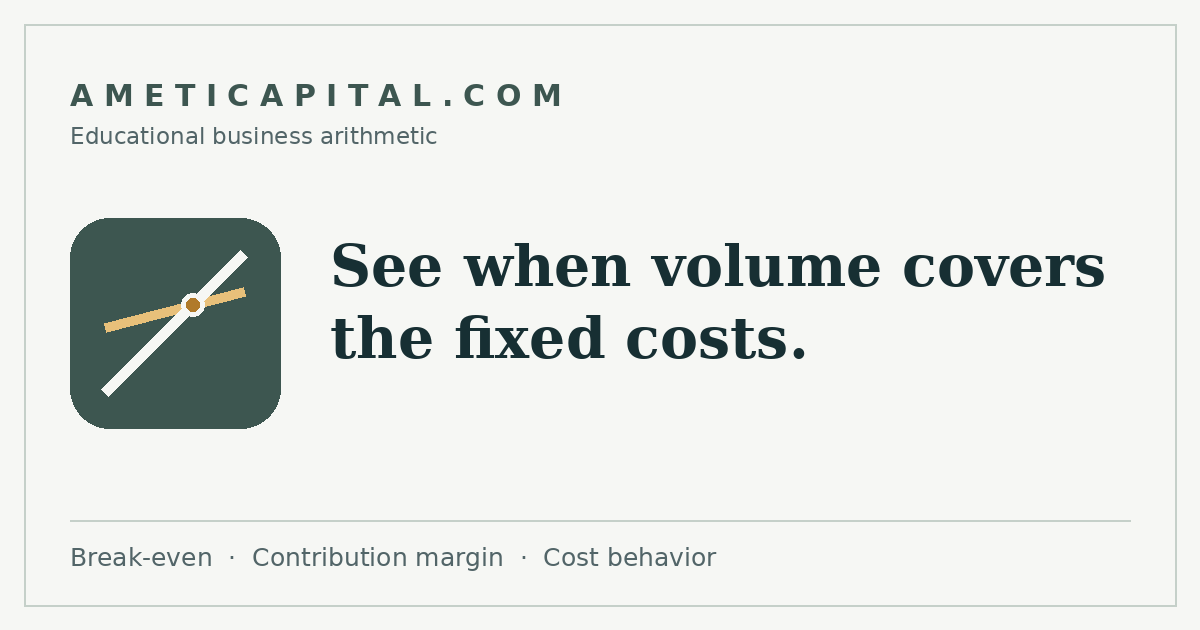 AMETICAPITAL.COM
Educational business arithmetic
See when volume covers
the fixed costs.
Break-even · Contribution margin · Cost behavior